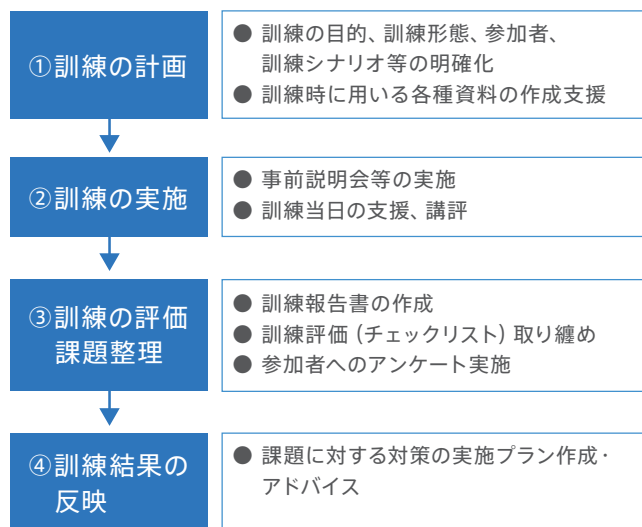 ①訓練の計画
● 訓練の目的、訓練形態、参加者、
訓練シナリオ等の明確化
● 訓練時に用いる各種資料の作成支援
②訓練の実施
● 事前説明会等の実施
● 訓練当日の支援、講評
③訓練の評価
課題整理
● 訓練報告書の作成
● 訓練評価（チェックリスト）取り纏め
● 参加者へのアンケート実施
④訓練結果の
反映
● 課題に対する対策の実施プラン作成・
アドバイス